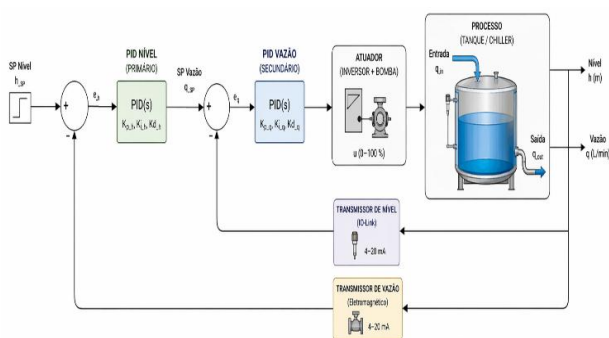 SP Nível
h_SP
+
−
e_h
PID NÍVEL
(PRIMÁRIO)
PID(s)
SP Vazão
q_SP
+
−
PID VAZÃO
(SECUNDÁRIO)
PID(s)
ATUADOR
(INVERSOR + BOMBA)
u (0–100 %)
PROCESSO
(TANQUE / CHILLER)
Entrada
q_in
Saída
q_out
Nível
h (m)
Vazão
q (L/min)
TRANSMISSOR DE NÍVEL
(IO-Link)
4–20 mA
TRANSMISSOR DE VAZÃO
(Eletromagnético)
4–20 mA